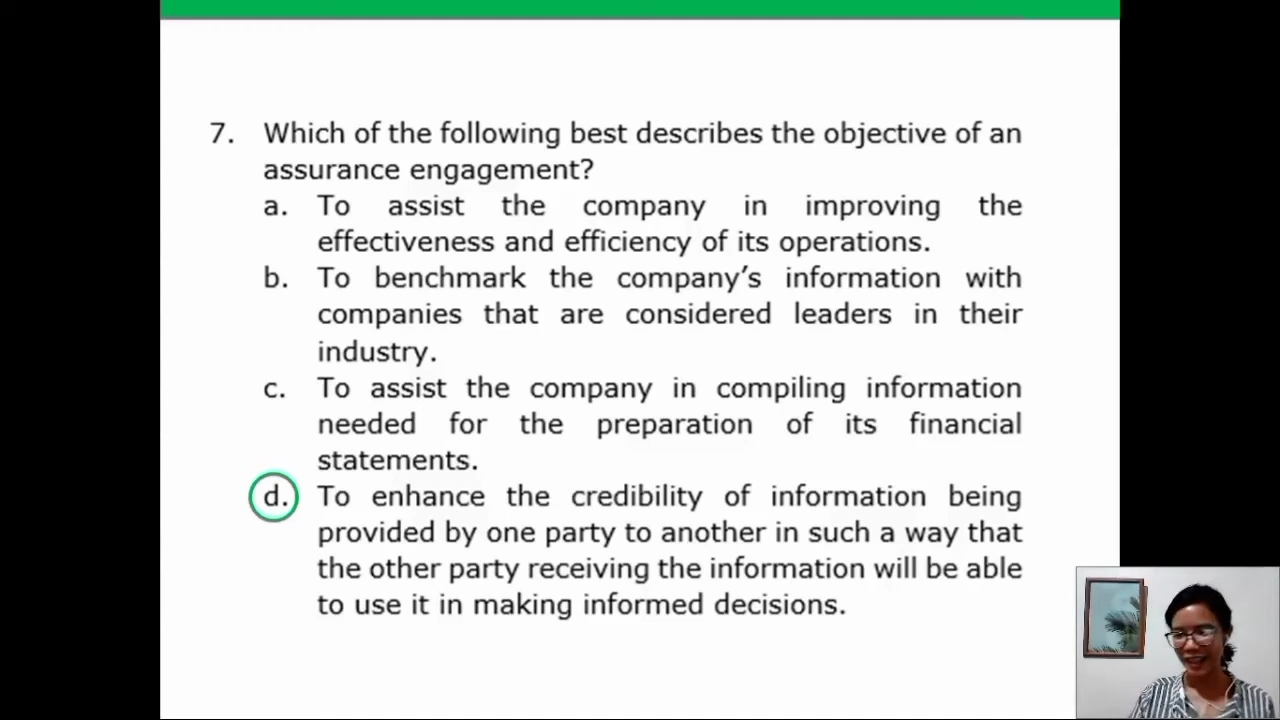 7. Which of the following best describes the objective of an
assurance engagement?
a. To assist the company in improving the
effectiveness and efficiency of its operations.
b. To benchmark the company's information with
companies that are considered leaders in their
industry.
c. To assist the company in compiling information
needed for the preparation of its financial
statements.
d. To enhance the credibility of information being
provided by one party to another in such a way that
the other party receiving the information will be able
to use it in making informed decisions.